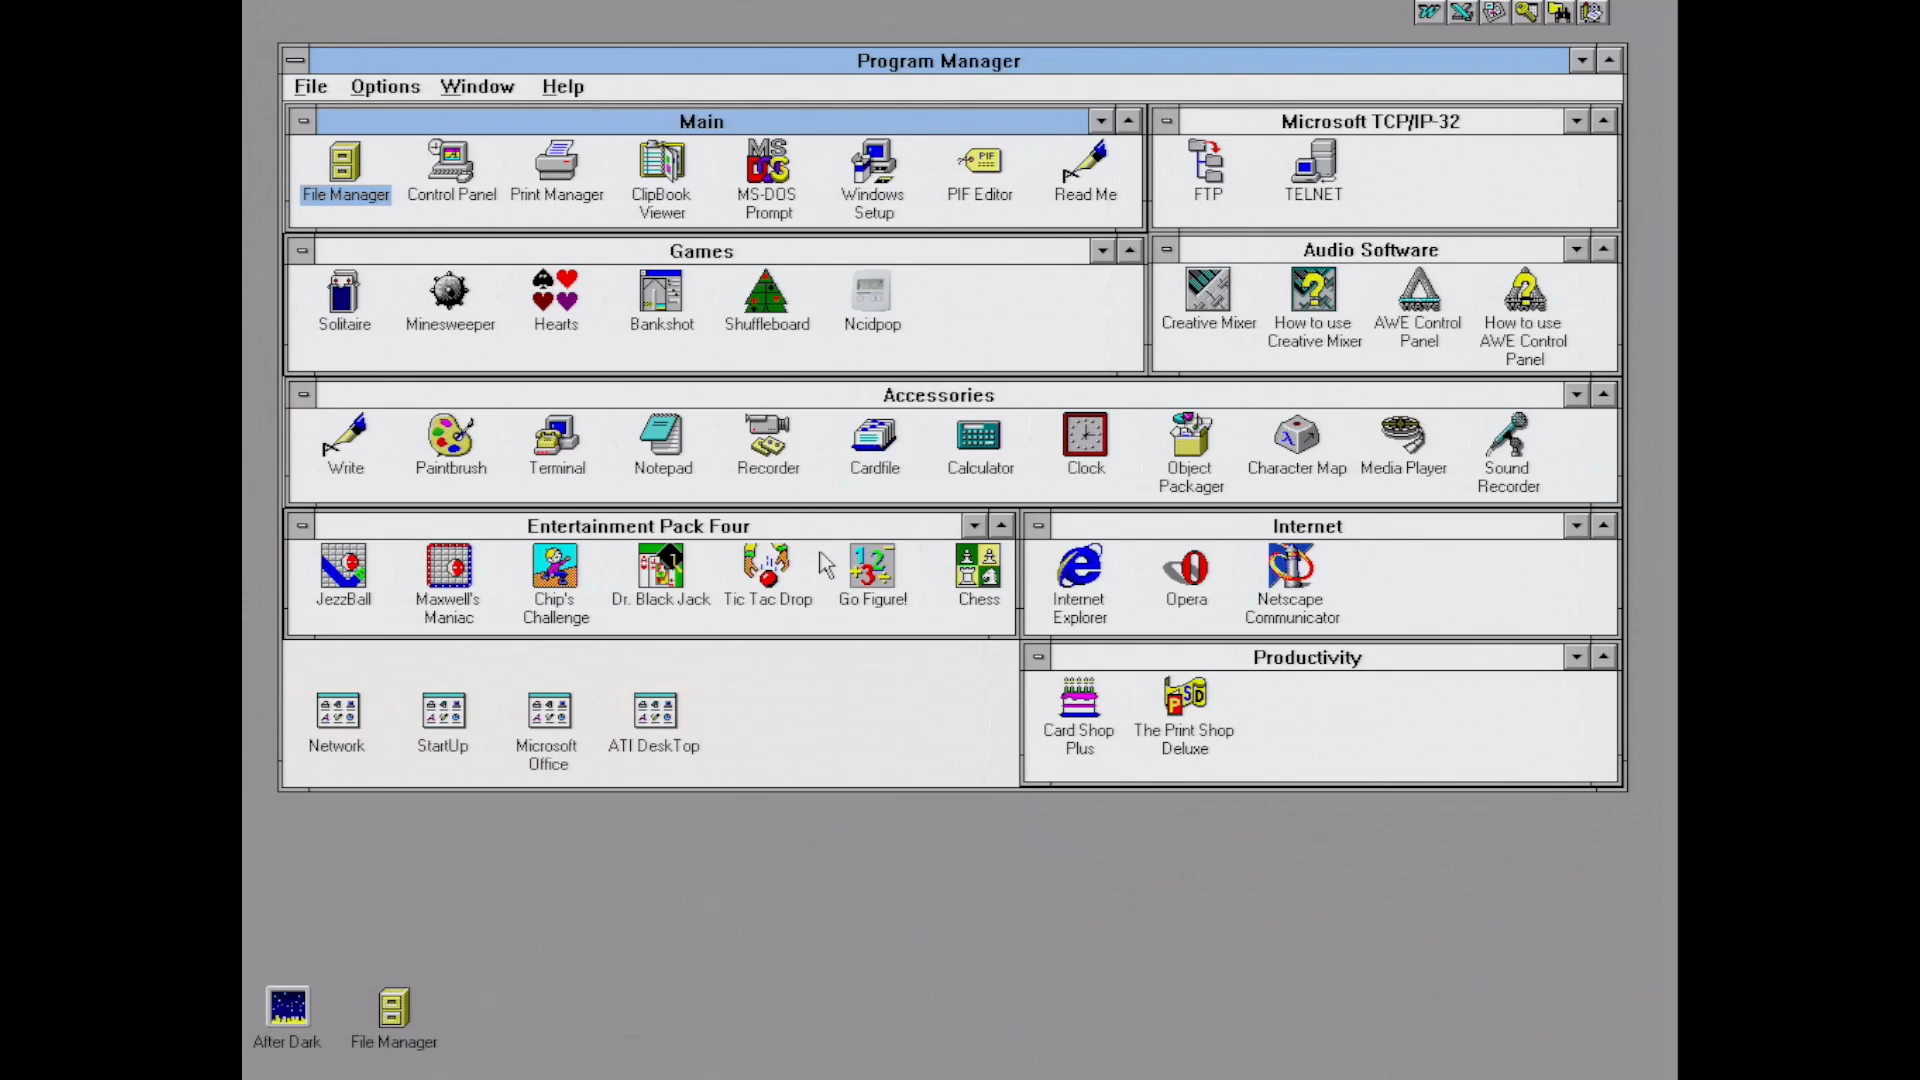 Program Manager
File Options Window Help
Main
File Manager Control Panel Print Manager ClipBook Viewer MS-DOS Prompt Windows Setup PIF Editor Read Me
Microsoft TCP/IP-32
FTP TELNET
Games
Solitaire Minesweeper Hearts Bankshot Shuffleboard Ncidpop
Audio Software
Creative Mixer How to use Creative Mixer AWE Control Panel How to use AWE Control Panel
Accessories
Write Paintbrush Terminal Notepad Recorder Cardfile Calculator Clock Object Packager Character Map Media Player Sound Recorder
Entertainment Pack Four
JezzBall Maxwell's Maniac Chip's Challenge Dr. Black Jack Tic Tac Drop Go Figure! Chess
Internet
Internet Explorer Opera Netscape Communicator
Productivity
Card Shop Plus The Print Shop Deluxe
Network StartUp Microsoft Office ATI DeskTop
After Dark File Manager